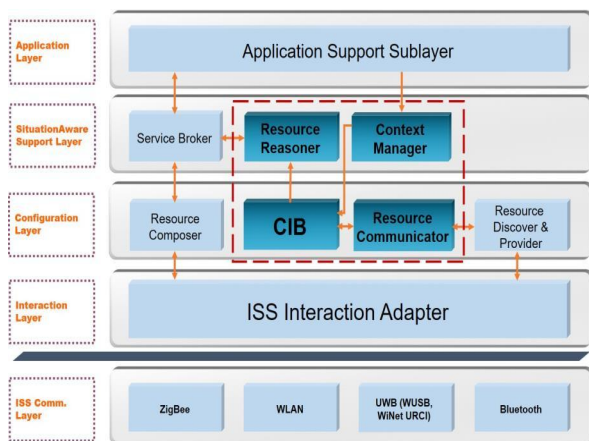 Application
Layer
Application Support Sublayer
SituationAware
Support Layer
Service Broker
Resource
Reasoner
Context
Manager
Configuration
Layer
Resource
Composer
CIB
Resource
Communicator
Resource
Discover &
Provider
Interaction
Layer
ISS Interaction Adapter
ISS Comm.
Layer
ZigBee
WLAN
UWB (WUSB,
WiNet URCI)
Bluetooth